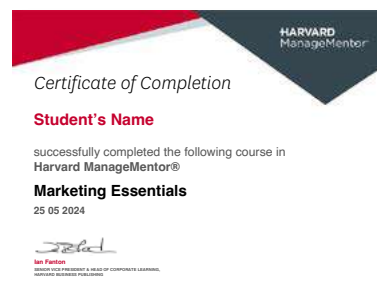 HARVARD
ManageMentor®
Certificate of Completion
Student's Name
successfully completed the following course in
Harvard ManageMentor®
Marketing Essentials
25 05 2024
Ian Fanton
SENIOR VICE PRESIDENT & HEAD OF CORPORATE LEARNING,
HARVARD BUSINESS PUBLISHING